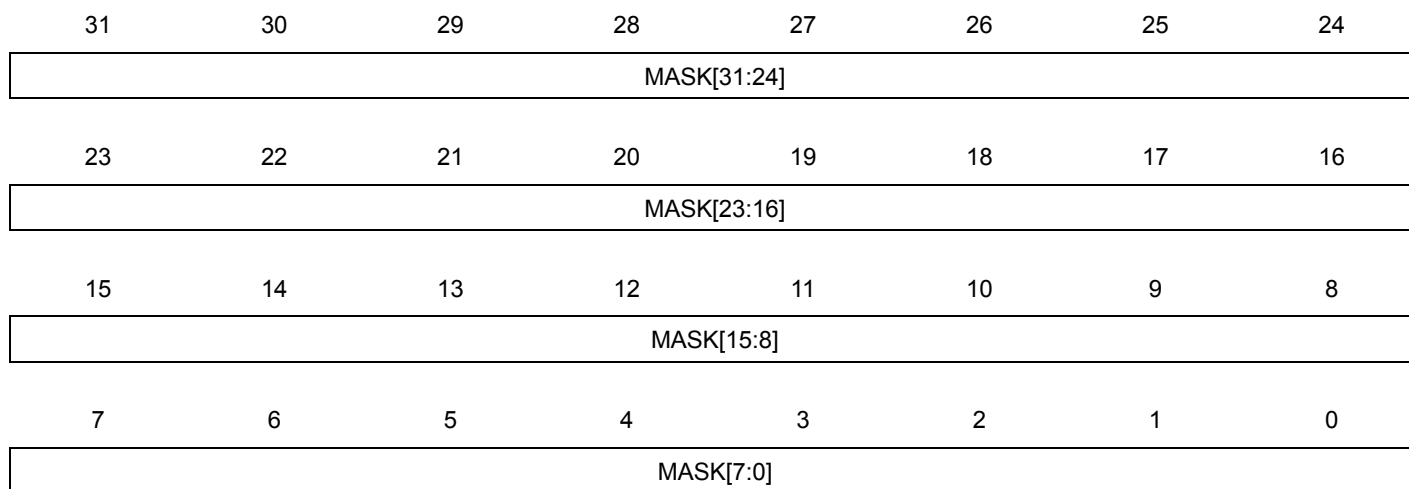 31 30 29 28 27 26 25 24
MASK[31:24]
23 22 21 20 19 18 17 16
MASK[23:16]
15 14 13 12 11 10 9 8
MASK[15:8]
7 6 5 4 3 2 1 0
MASK[7:0]